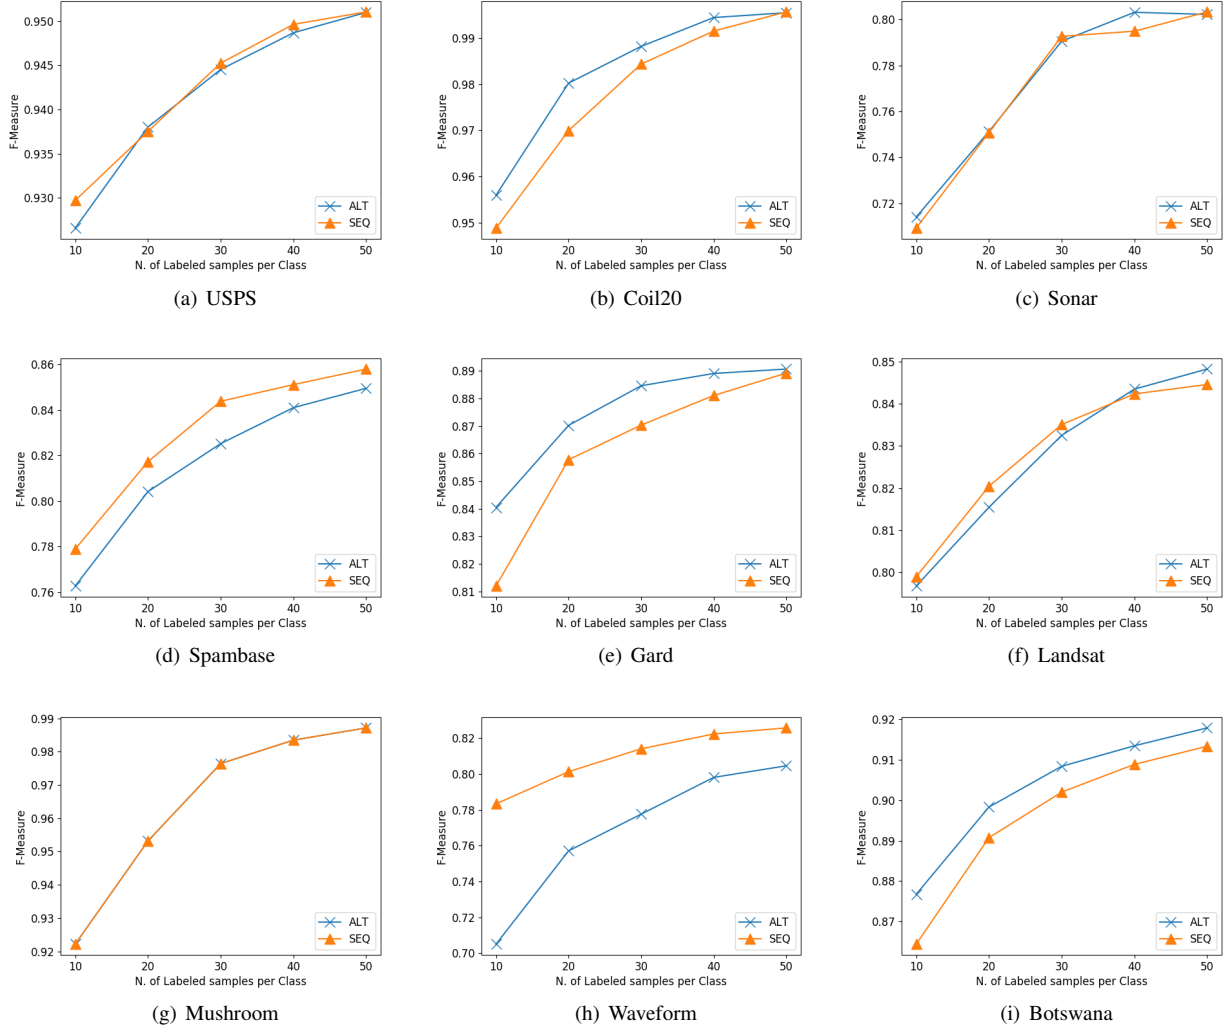 0.950
0.945
0.940
0.935
0.930
F-Measure
10 20 30 40 50
N. of Labeled samples per Class
ALT
SEQ
(a) USPS
0.99
0.98
0.97
0.96
0.95
F-Measure
10 20 30 40 50
N. of Labeled samples per Class
ALT
SEQ
(b) Coil20
0.80
0.78
0.76
0.74
0.72
F-Measure
10 20 30 40 50
N. of Labeled samples per Class
ALT
SEQ
(c) Sonar
0.86
0.84
0.82
0.80
0.78
0.76
F-Measure
10 20 30 40 50
N. of Labeled samples per Class
ALT
SEQ
(d) Spambase
0.89
0.88
0.87
0.86
0.85
0.84
0.83
0.82
0.81
F-Measure
10 20 30 40 50
N. of Labeled samples per Class
ALT
SEQ
(e) Gard
0.85
0.84
0.83
0.82
0.81
0.80
F-Measure
10 20 30 40 50
N. of Labeled samples per Class
ALT
SEQ
(f) Landsat
0.99
0.98
0.97
0.96
0.95
0.94
0.93
0.92
F-Measure
10 20 30 40 50
N. of Labeled samples per Class
ALT
SEQ
(g) Mushroom
0.82
0.80
0.78
0.76
0.74
0.72
0.70
F-Measure
10 20 30 40 50
N. of Labeled samples per Class
ALT
SEQ
(h) Waveform
0.92
0.91
0.90
0.89
0.88
0.87
F-Measure
10 20 30 40 50
N. of Labeled samples per Class
ALT
SEQ
(i) Botswana